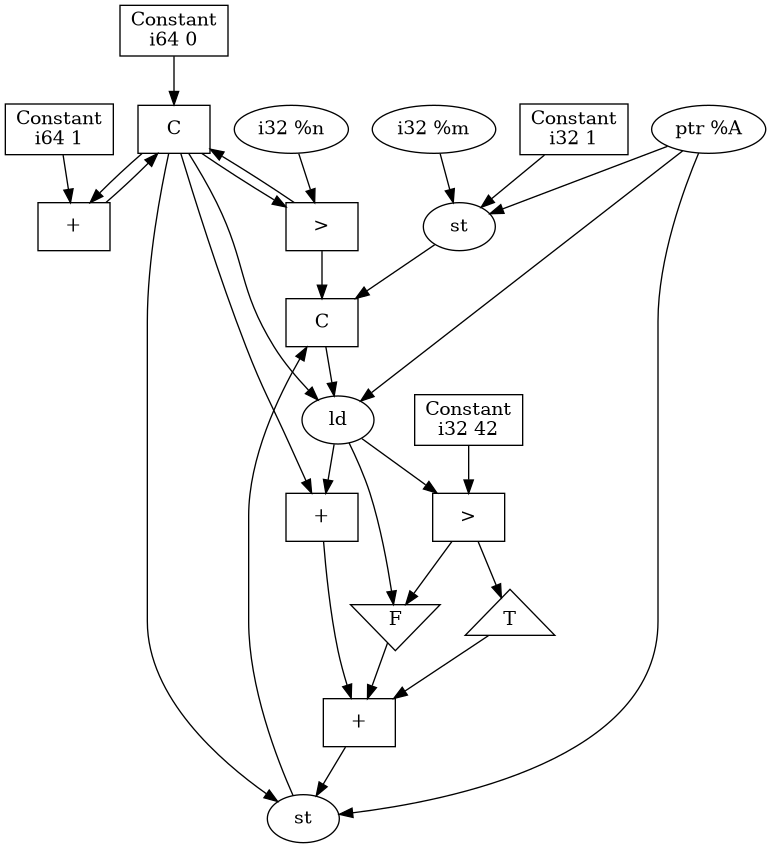 Constant
i64 0
Constant
i64 1
C
i32 %n
i32 %m
Constant
i32 1
ptr %A
+
>
st
C
ld
Constant
i32 42
+
>
F
T
+
st